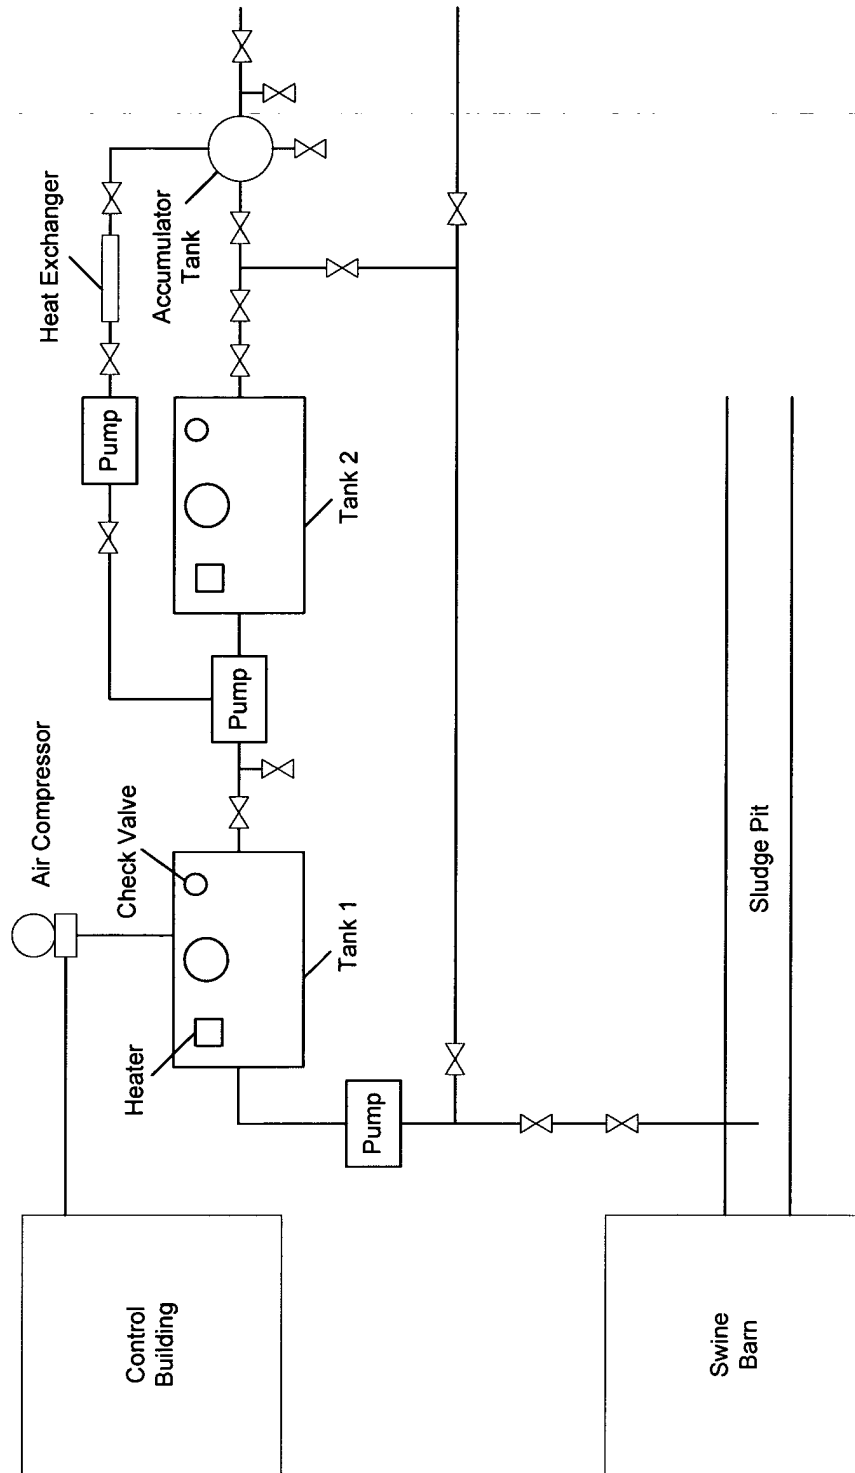 Control
Building
Air Compressor
Heater
Check Valve
Tank 1
Pump
Pump
Pump
Heat Exchanger
Accumulator
Tank
Tank 2
Swine
Barn
Sludge Pit